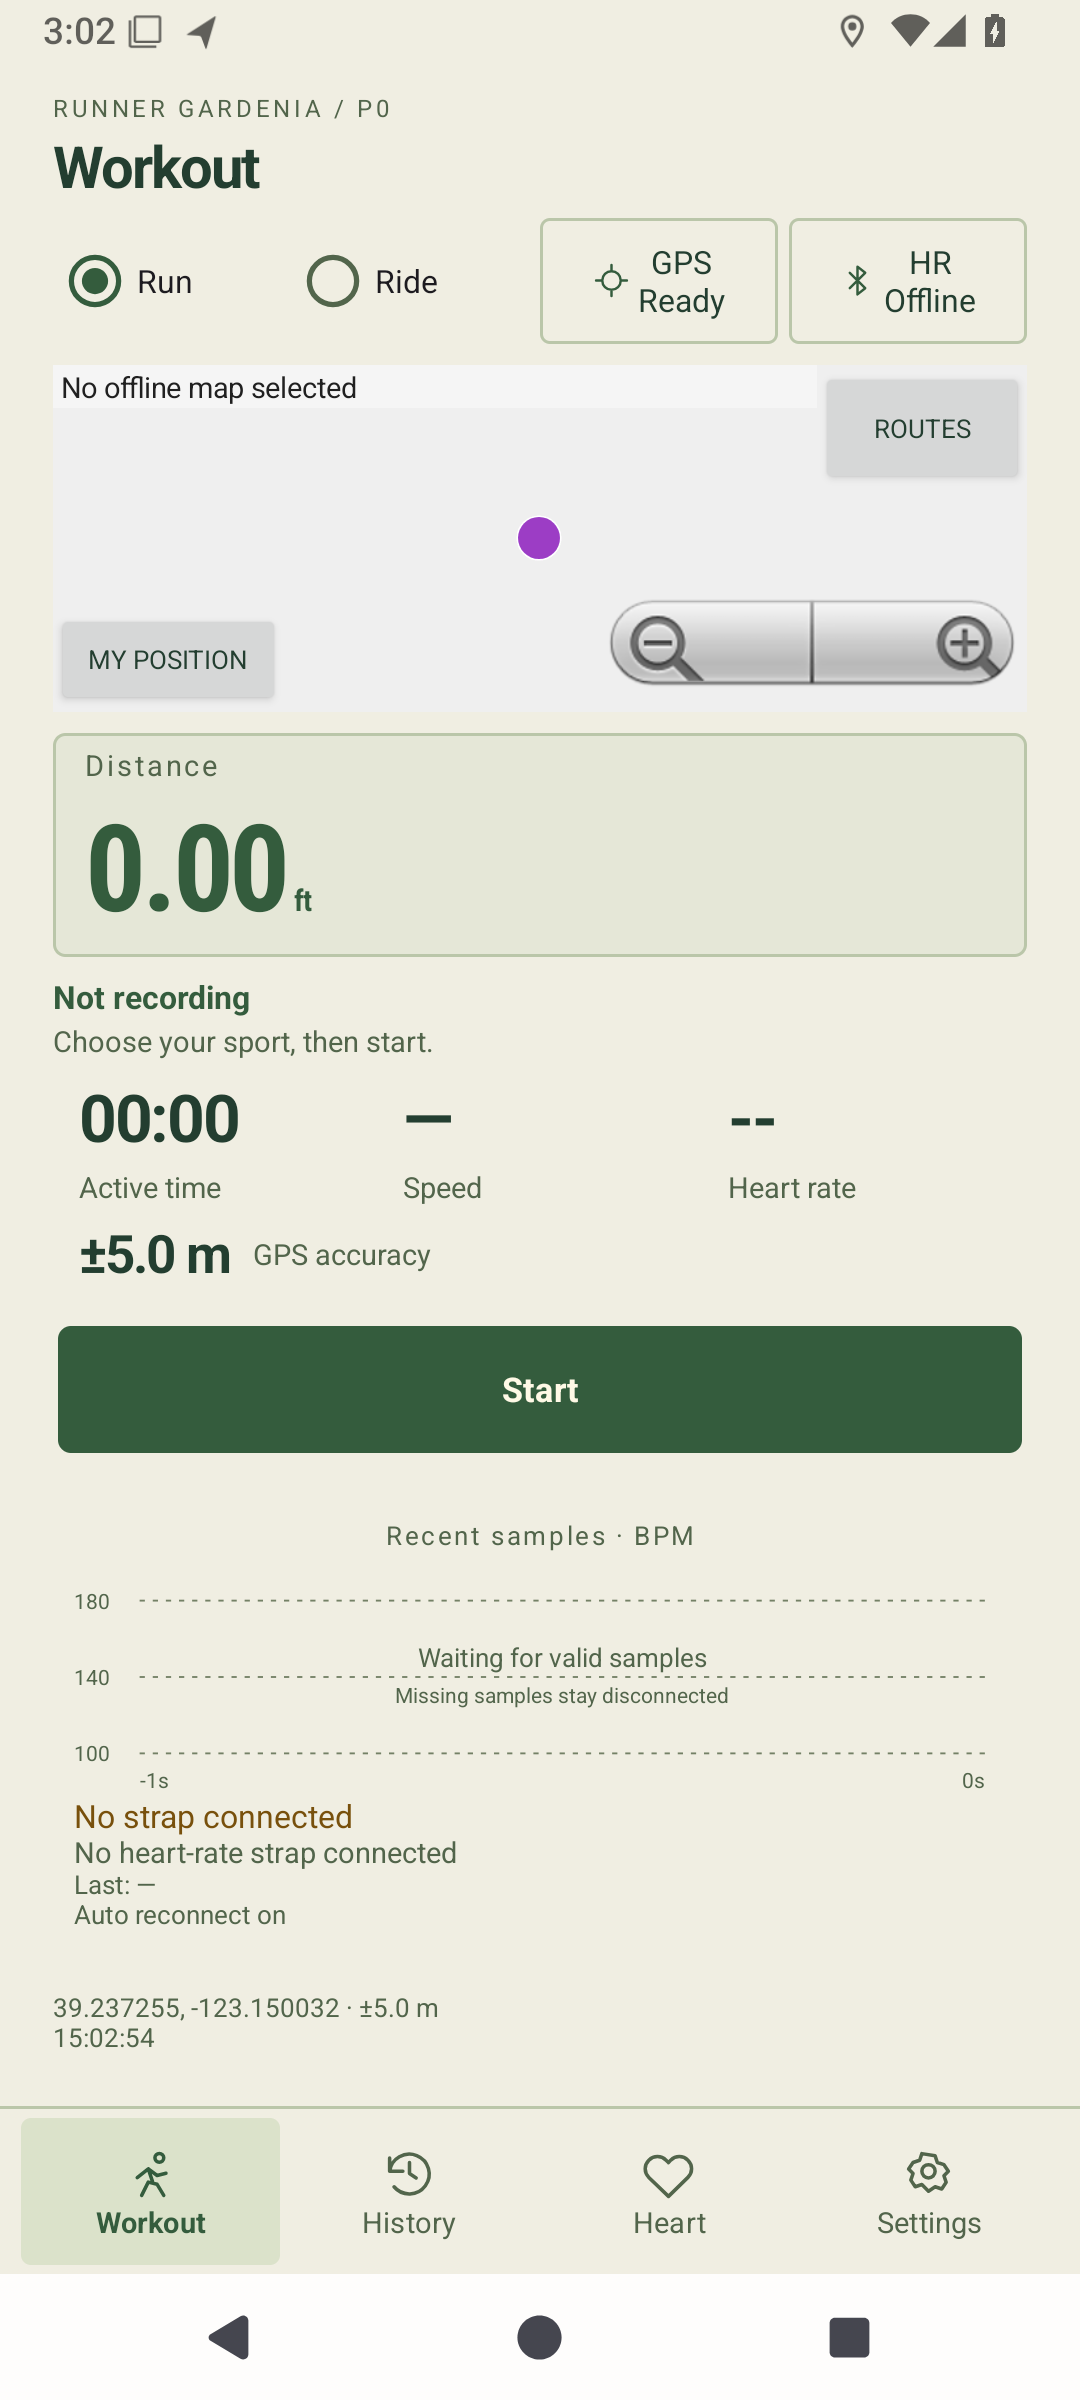 3:02
RUNNER GARDENIA / P0
Workout
Run
Ride
GPS
Ready
HR
Offline
No offline map selected
ROUTES
MY POSITION
Distance
0.00 ft
Not recording
Choose your sport, then start.
00:00
—
--
Active time
Speed
Heart rate
±5.0 m GPS accuracy
Start
Recent samples · BPM
180
Waiting for valid samples
140
Missing samples stay disconnected
100
-1s
0s
No strap connected
No heart-rate strap connected
Last: —
Auto reconnect on
39.237255, -123.150032 · ±5.0 m
15:02:54
Workout
History
Heart
Settings